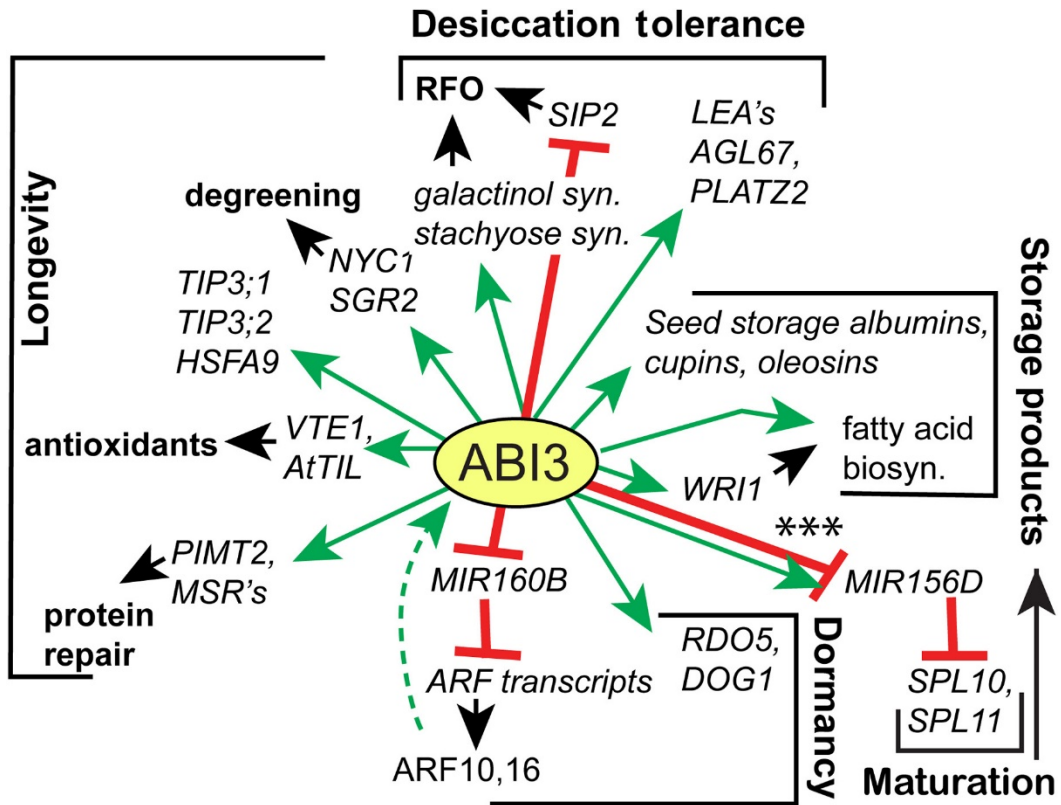 Desiccation tolerance
RFO
SIP2
LEA's
AGL67,
PLATZ2
Longevity
degreening
galactinol syn.
stachyose syn.
NYC1
SGR2
TIP3;1
TIP3;2
HSFA9
Seed storage albumins,
cupins, oleosins
Storage products
antioxidants
VTE1,
AtTIL
ABI3
fatty acid
biosyn.
WRI1
***
PIMT2,
MSR's
protein
repair
MIR160B
MIR156D
ARF transcripts
RDO5,
DOG1
Dormancy
SPL10,
SPL11
ARF10,16
Maturation